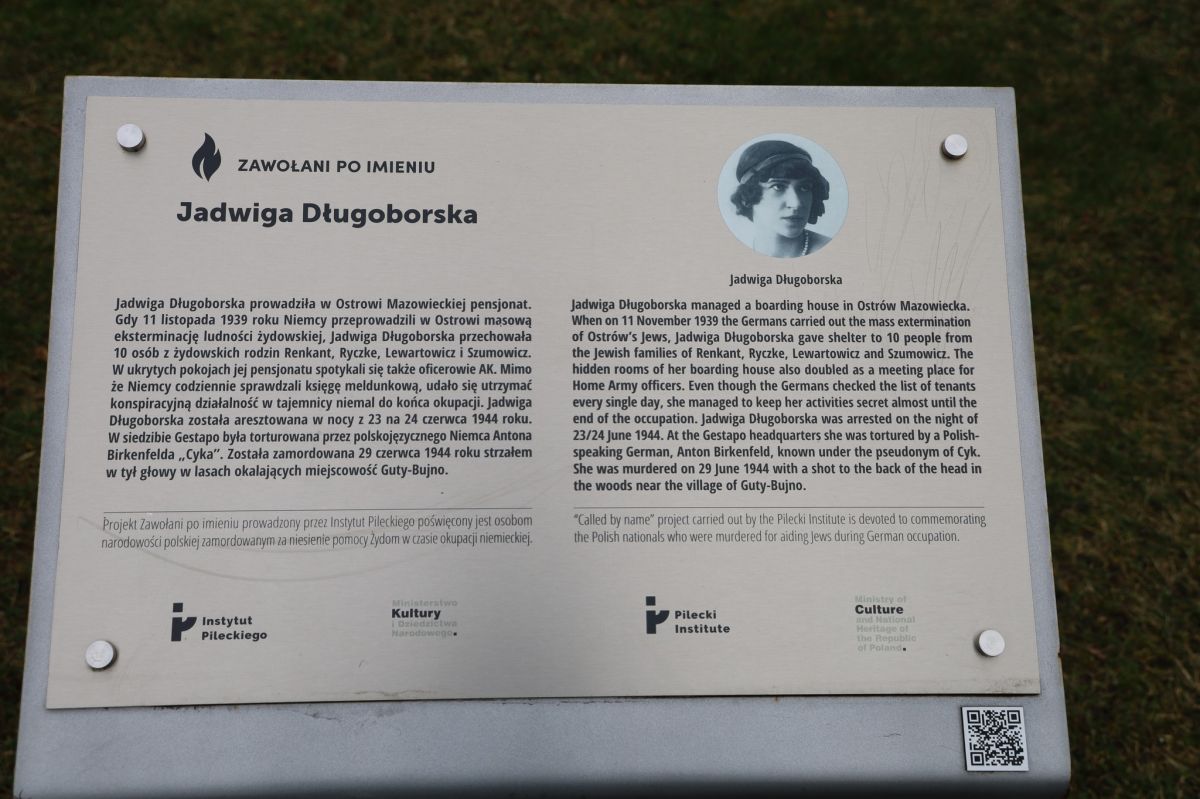 ZAWOŁANI PO IMIENIU
Jadwiga Długoborska
Jadwiga Długoborska
Jadwiga Długoborska prowadziła w Ostrowi Mazowieckiej pensjonat.
Gdy 11 listopada 1939 roku Niemcy przeprowadzili w Ostrowi masową
eksterminację ludności żydowskiej, Jadwiga Długoborska przechowała
10 osób z żydowskich rodzin Renkant, Ryczke, Lewartowicz i Szumowicz.
W ukrytych pokojach jej pensjonatu spotykali się także oficerowie AK. Mimo
że Niemcy codziennie sprawdzali księgę meldunkową, udało się utrzymać
konspiracyjną działalność w tajemnicy niemal do końca okupacji. Jadwiga
Długoborska została aresztowana w nocy z 23 na 24 czerwca 1944 roku.
W siedzibie Gestapo była torturowana przez polskojęzycznego Niemca Antona
Birkenfelda „Cyka”. Została zamordowana 29 czerwca 1944 roku strzałem
w tył głowy w lasach okalających miejscowość Guty-Bujno.
Projekt Zawołani po imieniu prowadzony przez Instytut Pileckiego poświęcony jest osobom
narodowości polskiej zamordowanym za niesienie pomocy Żydom w czasie okupacji niemieckiej.
Jadwiga Długoborska managed a boarding house in Ostrów Mazowiecka.
When on 11 November 1939 the Germans carried out the mass extermination
of Ostrów's Jews, Jadwiga Długoborska gave shelter to 10 people from
the Jewish families of Renkant, Ryczke, Lewartowicz and Szumowicz. The
hidden rooms of her boarding house also doubled as a meeting place for
Home Army officers. Even though the Germans checked the list of tenants
every single day, she managed to keep her activities secret almost until the
end of the occupation. Jadwiga Długoborska was arrested on the night of
23/24 June 1944. At the Gestapo headquarters she was tortured by a Polish-
speaking German, Anton Birkenfeld, known under the pseudonym of Cyk.
She was murdered on 29 June 1944 with a shot to the back of the head in
the woods near the village of Guty-Bujno.
“Called by name” project carried out by the Pilecki Institute is devoted to commemorating
the Polish nationals who were murdered for aiding Jews during German occupation.
Instytut
Pileckiego
Ministerstwo
Kultury
i Dziedzictwa
Narodowego.
Pilecki
Institute
Ministry of
Culture
and National
Heritage of
the Republic
of Poland.